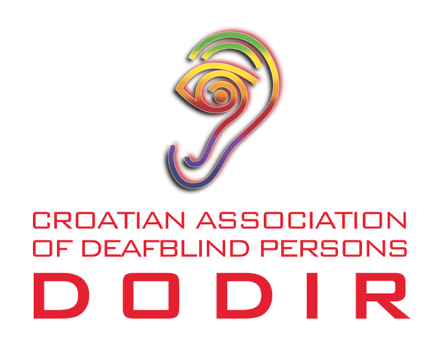 CROATIAN ASSOCIATION
OF DEAFBLIND PERSONS
DODIR